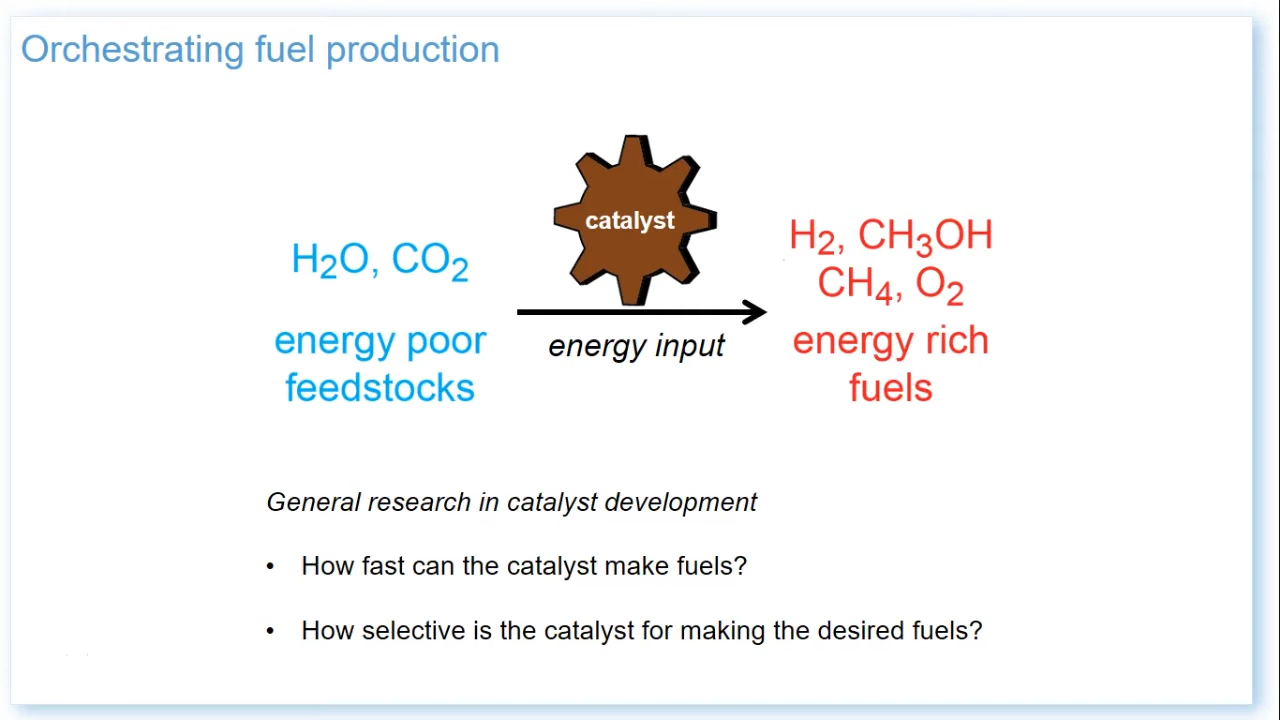 Orchestrating fuel production
catalyst
H2O, CO2
energy poor
feedstocks
energy input
H2, CH3OH
CH4, O2
energy rich
fuels
General research in catalyst development
• How fast can the catalyst make fuels?
• How selective is the catalyst for making the desired fuels?